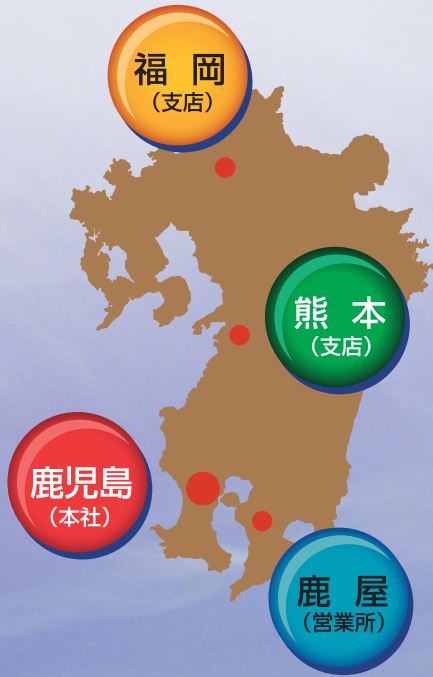 福 岡
（支店）
熊 本
（支店）
鹿児島
（本社）
鹿 屋
（営業所）